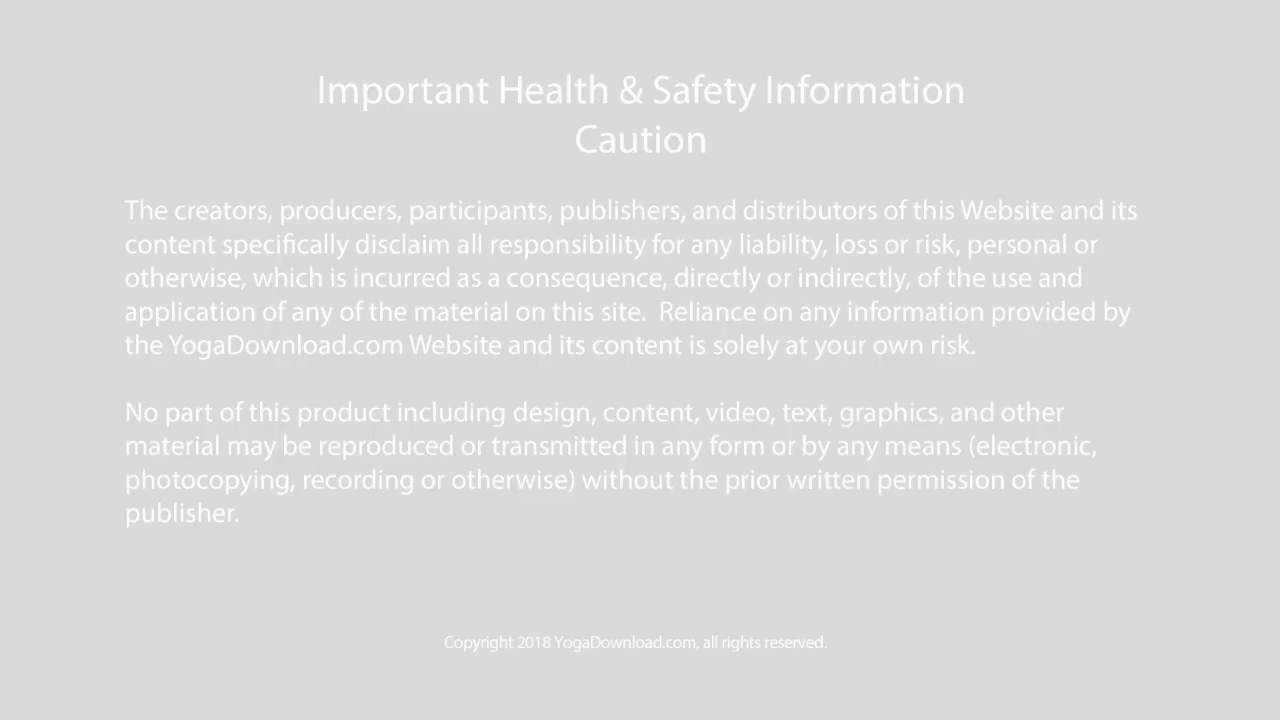 Important Health & Safety Information
Caution
The creators, producers, participants, publishers, and distributors of this Website and its
content specifically disclaim all responsibility for any liability, loss or risk, personal or
otherwise, which is incurred as a consequence, directly or indirectly, of the use and
application of any of the material on this site.  Reliance on any information provided by
the YogaDownload.com Website and its content is solely at your own risk.
No part of this product including design, content, video, text, graphics, and other
material may be reproduced or transmitted in any form or by any means (electronic,
photocopying, recording or otherwise) without the prior written permission of the
publisher.
Copyright 2018 YogaDownload.com, all rights reserved.